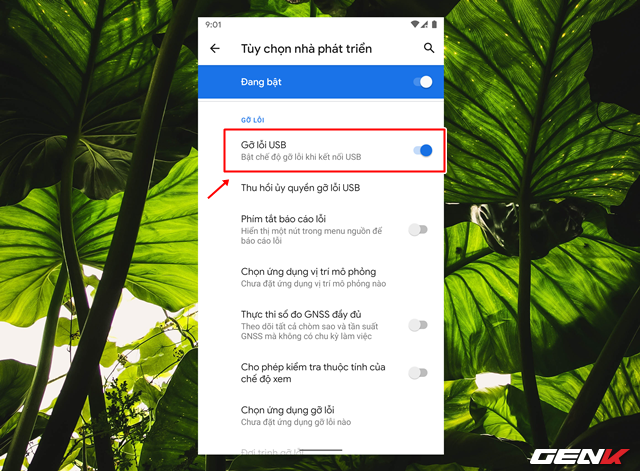 9:01
Tùy chọn nhà phát triển
Đang bật
GỠ LỖI
Gỡ lỗi USB
Bật chế độ gỡ lỗi khi kết nối USB
Thu hồi ủy quyền gỡ lỗi USB
Phím tắt báo cáo lỗi
Hiển thị một nút trong menu nguồn để
báo cáo lỗi
Chọn ứng dụng vị trí mô phỏng
Chưa đặt ứng dụng vị trí mô phỏng nào
Thực thi số đo GNSS đầy đủ
Theo dõi tất cả chòm sao và tần suất
GNSS mà không có chu kỳ làm việc
Cho phép kiểm tra thuộc tính của
chế độ xem
Chọn ứng dụng gỡ lỗi
Chưa đặt ứng dụng gỡ lỗi nào
Đợi trình gỡ lỗi
GENK